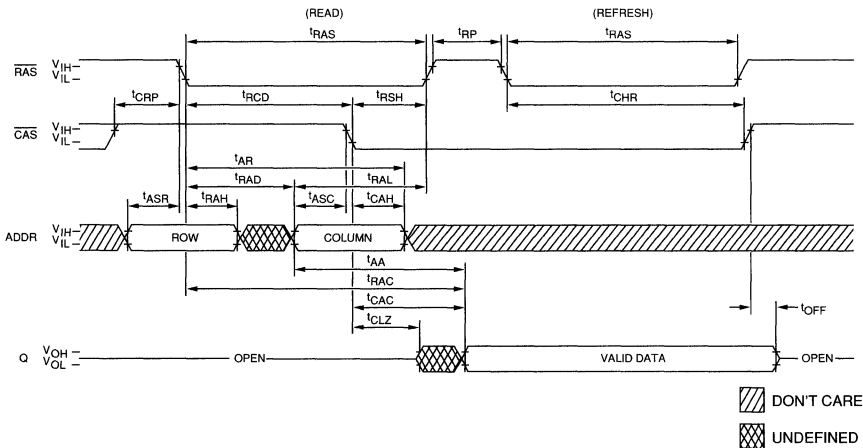 (READ) (REFRESH)
tRAS tRP tRAS
RAS VIH VIL
tCRP tRCD tRSH tCHR
CAS VIH VIL
tAR
tRAD tRAL
tASR tRAH tASC tCAH
ADDR VIH VIL ROW COLUMN
tAA
tRAC
tCAC tOFF
tCLZ
Q VOH VOL OPEN VALID DATA OPEN
DON'T CARE
UNDEFINED